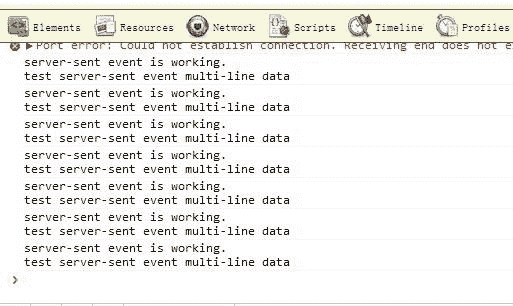 Elements Resources Network Scripts Timeline Profiles
Port error: Could not establish connection. Receiving end does not
server-sent event is working.
test server-sent event multi-line data
server-sent event is working.
test server-sent event multi-line data
server-sent event is working.
test server-sent event multi-line data
server-sent event is working.
test server-sent event multi-line data
server-sent event is working.
test server-sent event multi-line data
server-sent event is working.
test server-sent event multi-line data
server-sent event is working.
test server-sent event multi-line data